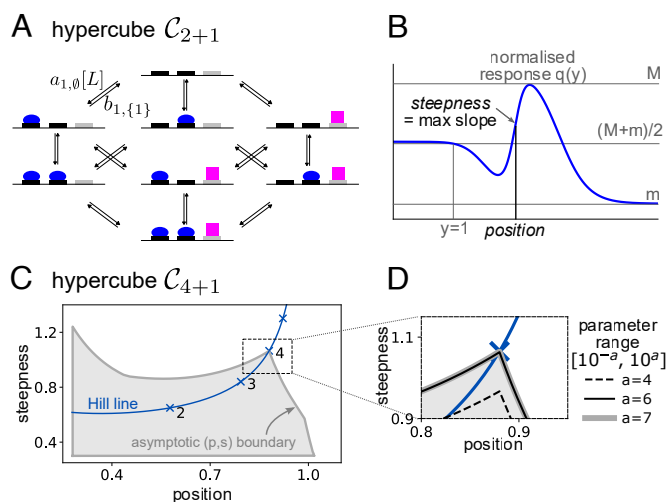 A hypercube C2+1
a1,∅[L]
b1,{1}
B
normalised
response q(y)
M
steepness
= max slope
(M+m)/2
m
y=1
position
C hypercube C4+1
steepness
1.2
0.8
0.4
Hill line
2
3
4
asymptotic (p,s) boundary
0.4
0.7
1.0
position
D
steepness
1.1
0.9
0.8
0.9
position
parameter
range
[10⁻ᵃ, 10ᵃ]
a=4
a=6
a=7